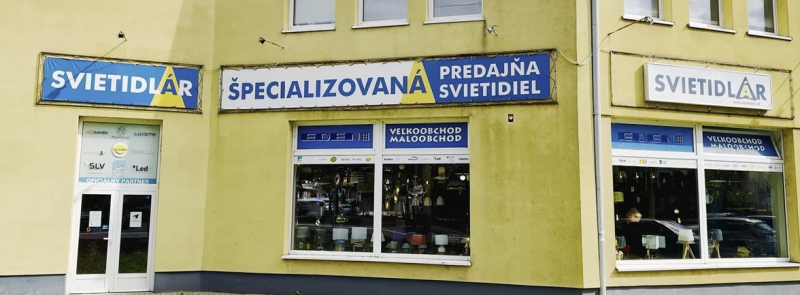 SVIETIDLÁR
ŠPECIALIZOVANÁ
PREDAJŇA
SVIETIDIEL
SVIETIDLÁR
SLV
Led
OFICIÁLNY PARTNER
VEĽKOOBCHOD
MALOOBCHOD
VEĽKOOBCHOD
MALOOBCHOD